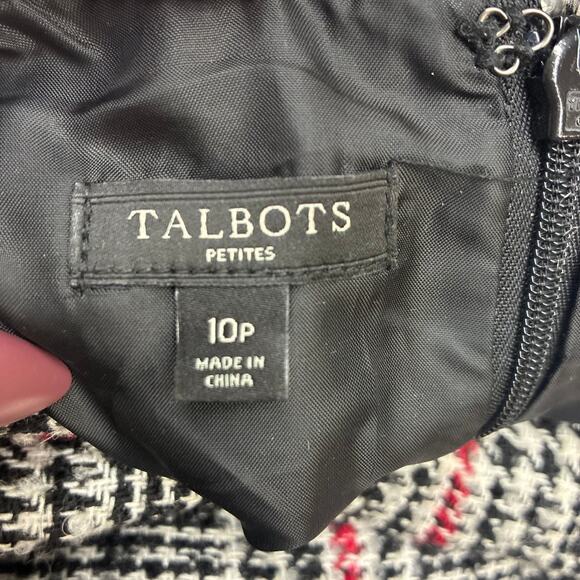 TALBOTS
PETITES
10P
MADE IN
CHINA